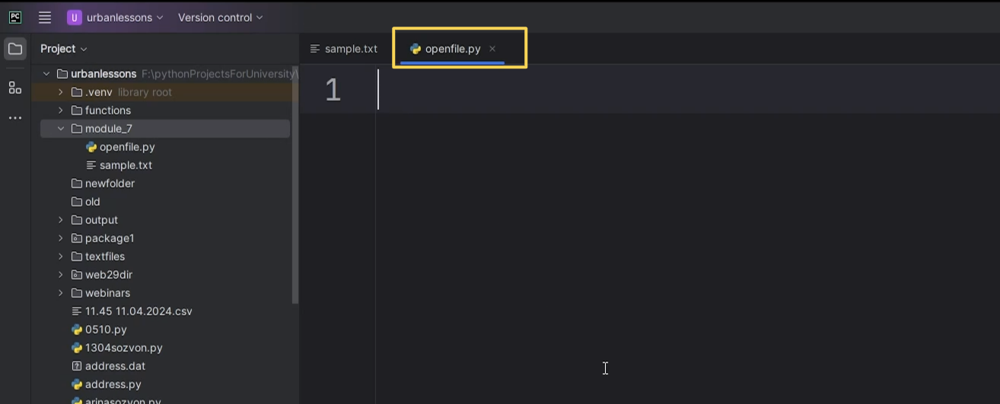 PC
U urbanlessons Version control
Project
sample.txt openfile.py
urbanlessons F:\pythonProjectsForUniversity\
1
.venv library root
functions
module_7
openfile.py
sample.txt
newfolder
old
output
package1
textfiles
web29dir
webinars
11.45 11.04.2024.csv
0510.py
1304sozvon.py
address.dat
address.py
arinasozvon.py